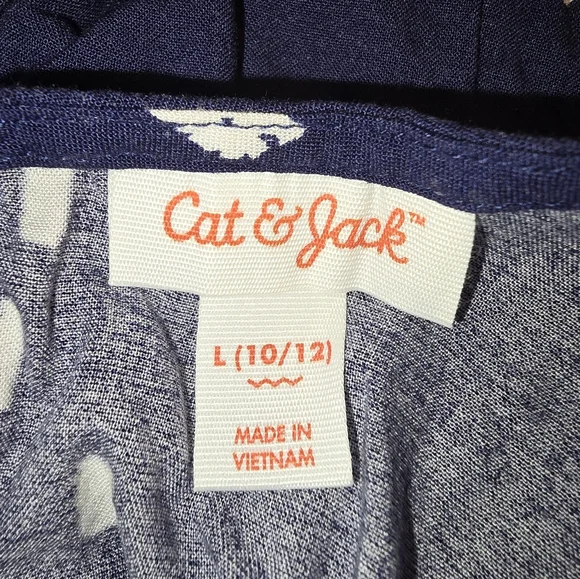 Cat & Jack™
L (10/12)
MADE IN
VIETNAM